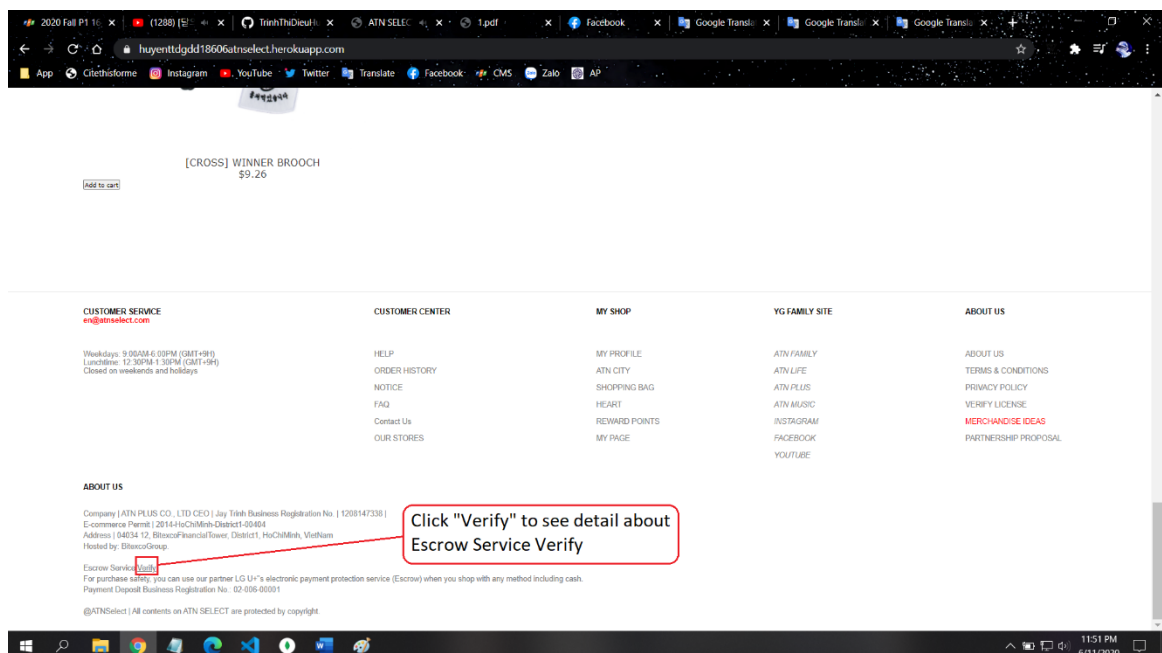 2020 Fall P1 16
(1288) [
TrinhThiDieuH
ATN SELEC
1.pdf
Facebook
Google Transla
Google Translat
Google Transla
huyenttdgdd18606atnselect.herokuapp.com
App Citethisforme Instagram YouTube Twitter Translate Facebook CMS Zalo AP
[CROSS] WINNER BROOCH
$9.26
Add to cart
CUSTOMER SERVICE
en@atnselect.com
Weekdays: 9:00AM-6:00PM (GMT+9H)
Lunchtime: 12:30PM-1:30PM (GMT+9H)
Closed on weekends and holidays
CUSTOMER CENTER
HELP
ORDER HISTORY
NOTICE
FAQ
Contact Us
OUR STORES
MY SHOP
MY PROFILE
ATN CITY
SHOPPING BAG
HEART
REWARD POINTS
MY PAGE
YG FAMILY SITE
ATN FAMILY
ATN LIFE
ATN PLUS
ATN MUSIC
INSTAGRAM
FACEBOOK
YOUTUBE
ABOUT US
ABOUT US
TERMS & CONDITIONS
PRIVACY POLICY
VERIFY LICENSE
MERCHANDISE IDEAS
PARTNERSHIP PROPOSAL
ABOUT US
Company | ATN PLUS CO., LTD CEO | Jay Trinh Business Registration No. | 1208147338 |
E-commerce Permit | 2014-HoChiMinh-District1-00404
Address | 04034 12, BitexcoFinancialTower, District1, HoChiMinh, VietNam
Hosted by: BitexcoGroup.
Escrow Service Verify
For purchase safety, you can use our partner LG U+"s electronic payment protection service (Escrow) when you shop with any method including cash.
Payment Deposit Business Registration No.: 02-006-00001
@ATNSelect | All contents on ATN SELECT are protected by copyright.
Click "Verify" to see detail about
Escrow Service Verify
11:51 PM
6/11/2020